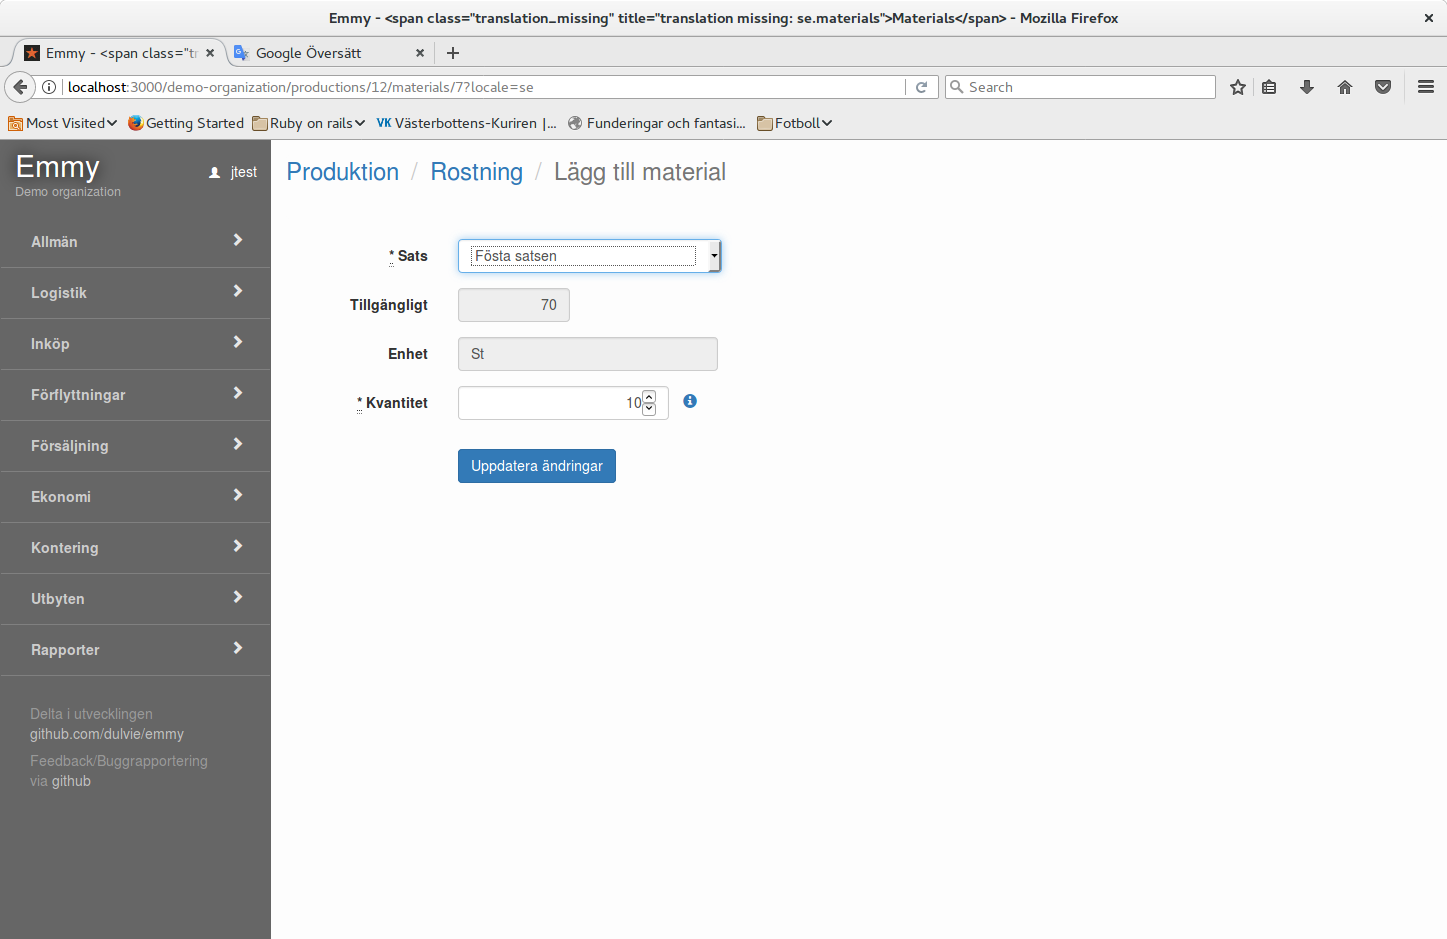 Emmy - <span class="translation_missing" title="translation missing: se.materials">Materials</span> - Mozilla Firefox
Emmy - <span class="tr
Google Översätt
localhost:3000/demo-organization/productions/12/materials/7?locale=se
Search
Most Visited
Getting Started
Ruby on rails
VK Västerbottens-Kuriren |...
Funderingar och fantasi...
Fotboll
Emmy
jtest
Demo organization
Allmän
Logistik
Inköp
Förflyttningar
Försäljning
Ekonomi
Kontering
Utbyten
Rapporter
Delta i utvecklingen
github.com/dulvie/emmy
Feedback/Buggrapportering
via github
Produktion / Rostning / Lägg till material
* Sats
Fösta satsen
Tillgängligt
70
Enhet
St
* Kvantitet
10
Uppdatera ändringar